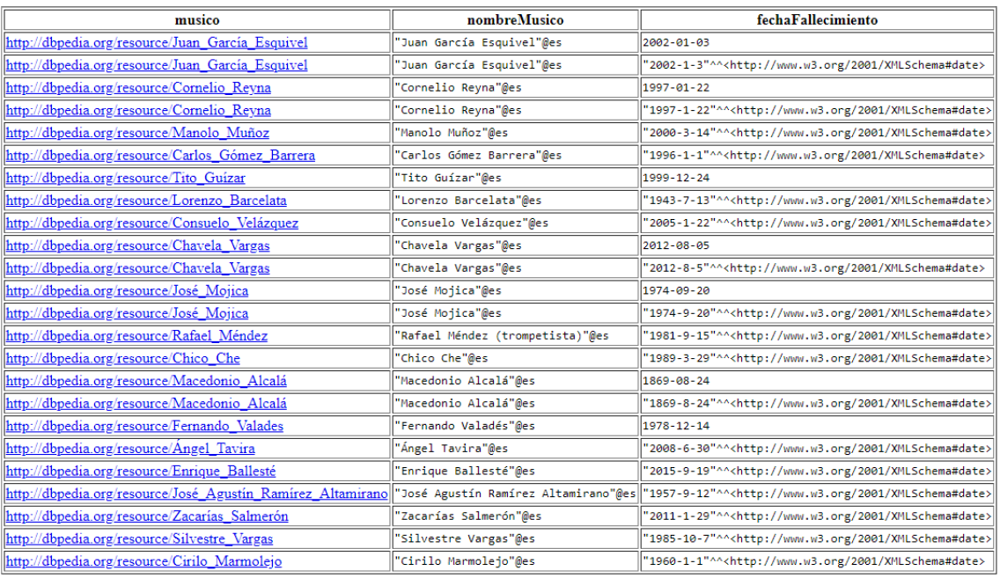 musico nombreMusico fechaFallecimiento
http://dbpedia.org/resource/Juan_García_Esquivel "Juan García Esquivel"@es 2002-01-03
http://dbpedia.org/resource/Juan_García_Esquivel "Juan García Esquivel"@es "2002-1-3"^^<http://www.w3.org/2001/XMLSchema#date>
http://dbpedia.org/resource/Cornelio_Reyna "Cornelio Reyna"@es 1997-01-22
http://dbpedia.org/resource/Cornelio_Reyna "Cornelio Reyna"@es "1997-1-22"^^<http://www.w3.org/2001/XMLSchema#date>
http://dbpedia.org/resource/Manolo_Muñoz "Manolo Muñoz"@es "2000-3-14"^^<http://www.w3.org/2001/XMLSchema#date>
http://dbpedia.org/resource/Carlos_Gómez_Barrera "Carlos Gómez Barrera"@es "1996-1-1"^^<http://www.w3.org/2001/XMLSchema#date>
http://dbpedia.org/resource/Tito_Guízar "Tito Guízar"@es 1999-12-24
http://dbpedia.org/resource/Lorenzo_Barcelata "Lorenzo Barcelata"@es "1943-7-13"^^<http://www.w3.org/2001/XMLSchema#date>
http://dbpedia.org/resource/Consuelo_Velázquez "Consuelo Velázquez"@es "2005-1-22"^^<http://www.w3.org/2001/XMLSchema#date>
http://dbpedia.org/resource/Chavela_Vargas "Chavela Vargas"@es 2012-08-05
http://dbpedia.org/resource/Chavela_Vargas "Chavela Vargas"@es "2012-8-5"^^<http://www.w3.org/2001/XMLSchema#date>
http://dbpedia.org/resource/José_Mojica "José Mojica"@es 1974-09-20
http://dbpedia.org/resource/José_Mojica "José Mojica"@es "1974-9-20"^^<http://www.w3.org/2001/XMLSchema#date>
http://dbpedia.org/resource/Rafael_Méndez "Rafael Méndez (trompetista)"@es "1981-9-15"^^<http://www.w3.org/2001/XMLSchema#date>
http://dbpedia.org/resource/Chico_Che "Chico Che"@es "1989-3-29"^^<http://www.w3.org/2001/XMLSchema#date>
http://dbpedia.org/resource/Macedonio_Alcalá "Macedonio Alcalá"@es 1869-08-24
http://dbpedia.org/resource/Macedonio_Alcalá "Macedonio Alcalá"@es "1869-8-24"^^<http://www.w3.org/2001/XMLSchema#date>
http://dbpedia.org/resource/Fernando_Valades "Fernando Valadés"@es 1978-12-14
http://dbpedia.org/resource/Ángel_Tavira "Ángel Tavira"@es "2008-6-30"^^<http://www.w3.org/2001/XMLSchema#date>
http://dbpedia.org/resource/Enrique_Ballesté "Enrique Ballesté"@es "2015-9-19"^^<http://www.w3.org/2001/XMLSchema#date>
http://dbpedia.org/resource/José_Agustín_Ramírez_Altamirano "José Agustín Ramírez Altamirano"@es "1957-9-12"^^<http://www.w3.org/2001/XMLSchema#date>
http://dbpedia.org/resource/Zacarías_Salmerón "Zacarías Salmerón"@es "2011-1-29"^^<http://www.w3.org/2001/XMLSchema#date>
http://dbpedia.org/resource/Silvestre_Vargas "Silvestre Vargas"@es "1985-10-7"^^<http://www.w3.org/2001/XMLSchema#date>
http://dbpedia.org/resource/Cirilo_Marmolejo "Cirilo Marmolejo"@es "1960-1-1"^^<http://www.w3.org/2001/XMLSchema#date>